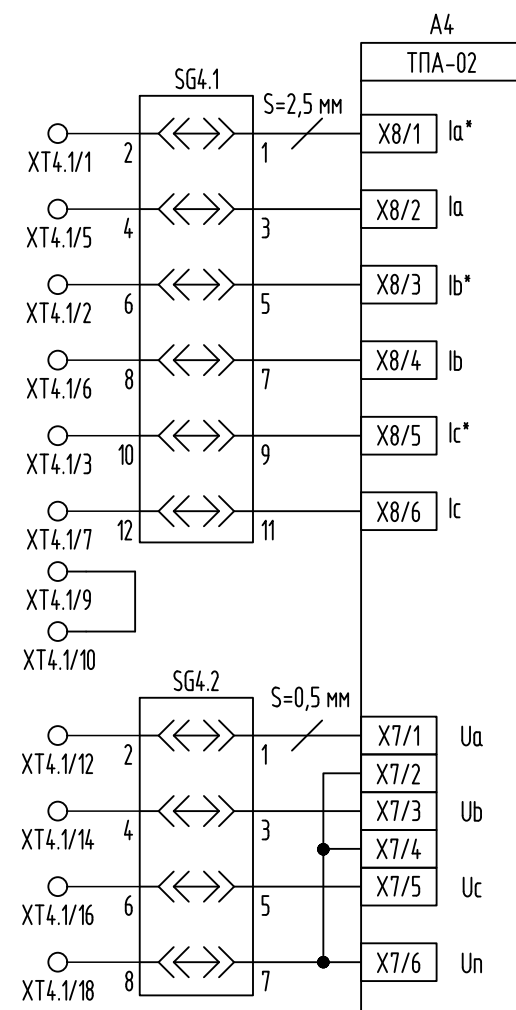 A4
ТПА-02
SG4.1
S=2,5 мм
2 1 X8/1 Ia*
XT4.1/1
4 3 X8/2 Ia
XT4.1/5
6 5 X8/3 Ib*
XT4.1/2
8 7 X8/4 Ib
XT4.1/6
10 9 X8/5 Ic*
XT4.1/3
12 11 X8/6 Ic
XT4.1/7
XT4.1/9
XT4.1/10
SG4.2
S=0,5 мм
2 1 X7/1 Ua
XT4.1/12
X7/2
4 3 X7/3 Ub
XT4.1/14
X7/4
6 5 X7/5 Uc
XT4.1/16
8 7 X7/6 Un
XT4.1/18